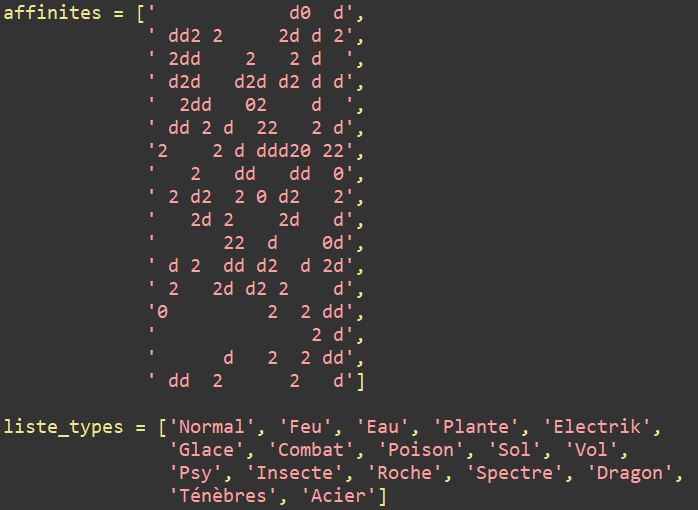 affinites = ['            d0  d',
' dd2 2     2d d 2',
' 2dd    2   2 d  ',
' d2d   d2d d2 d d',
'  2dd   02    d  ',
' dd 2 d  22   2 d',
'2    2 d ddd20 22',
'   2   dd   dd  0',
' 2 d2  2 0 d2   2',
'   2d 2    2d   d',
'      22  d    0d',
' d 2  dd d2  d 2d',
' 2   2d d2 2    d',
'0         2  2 dd',
'              2 d',
'      d   2  2 dd',
' dd  2      2   d']
liste_types = ['Normal', 'Feu', 'Eau', 'Plante', 'Electrik',
'Glace', 'Combat', 'Poison', 'Sol', 'Vol',
'Psy', 'Insecte', 'Roche', 'Spectre', 'Dragon',
'Ténèbres', 'Acier']